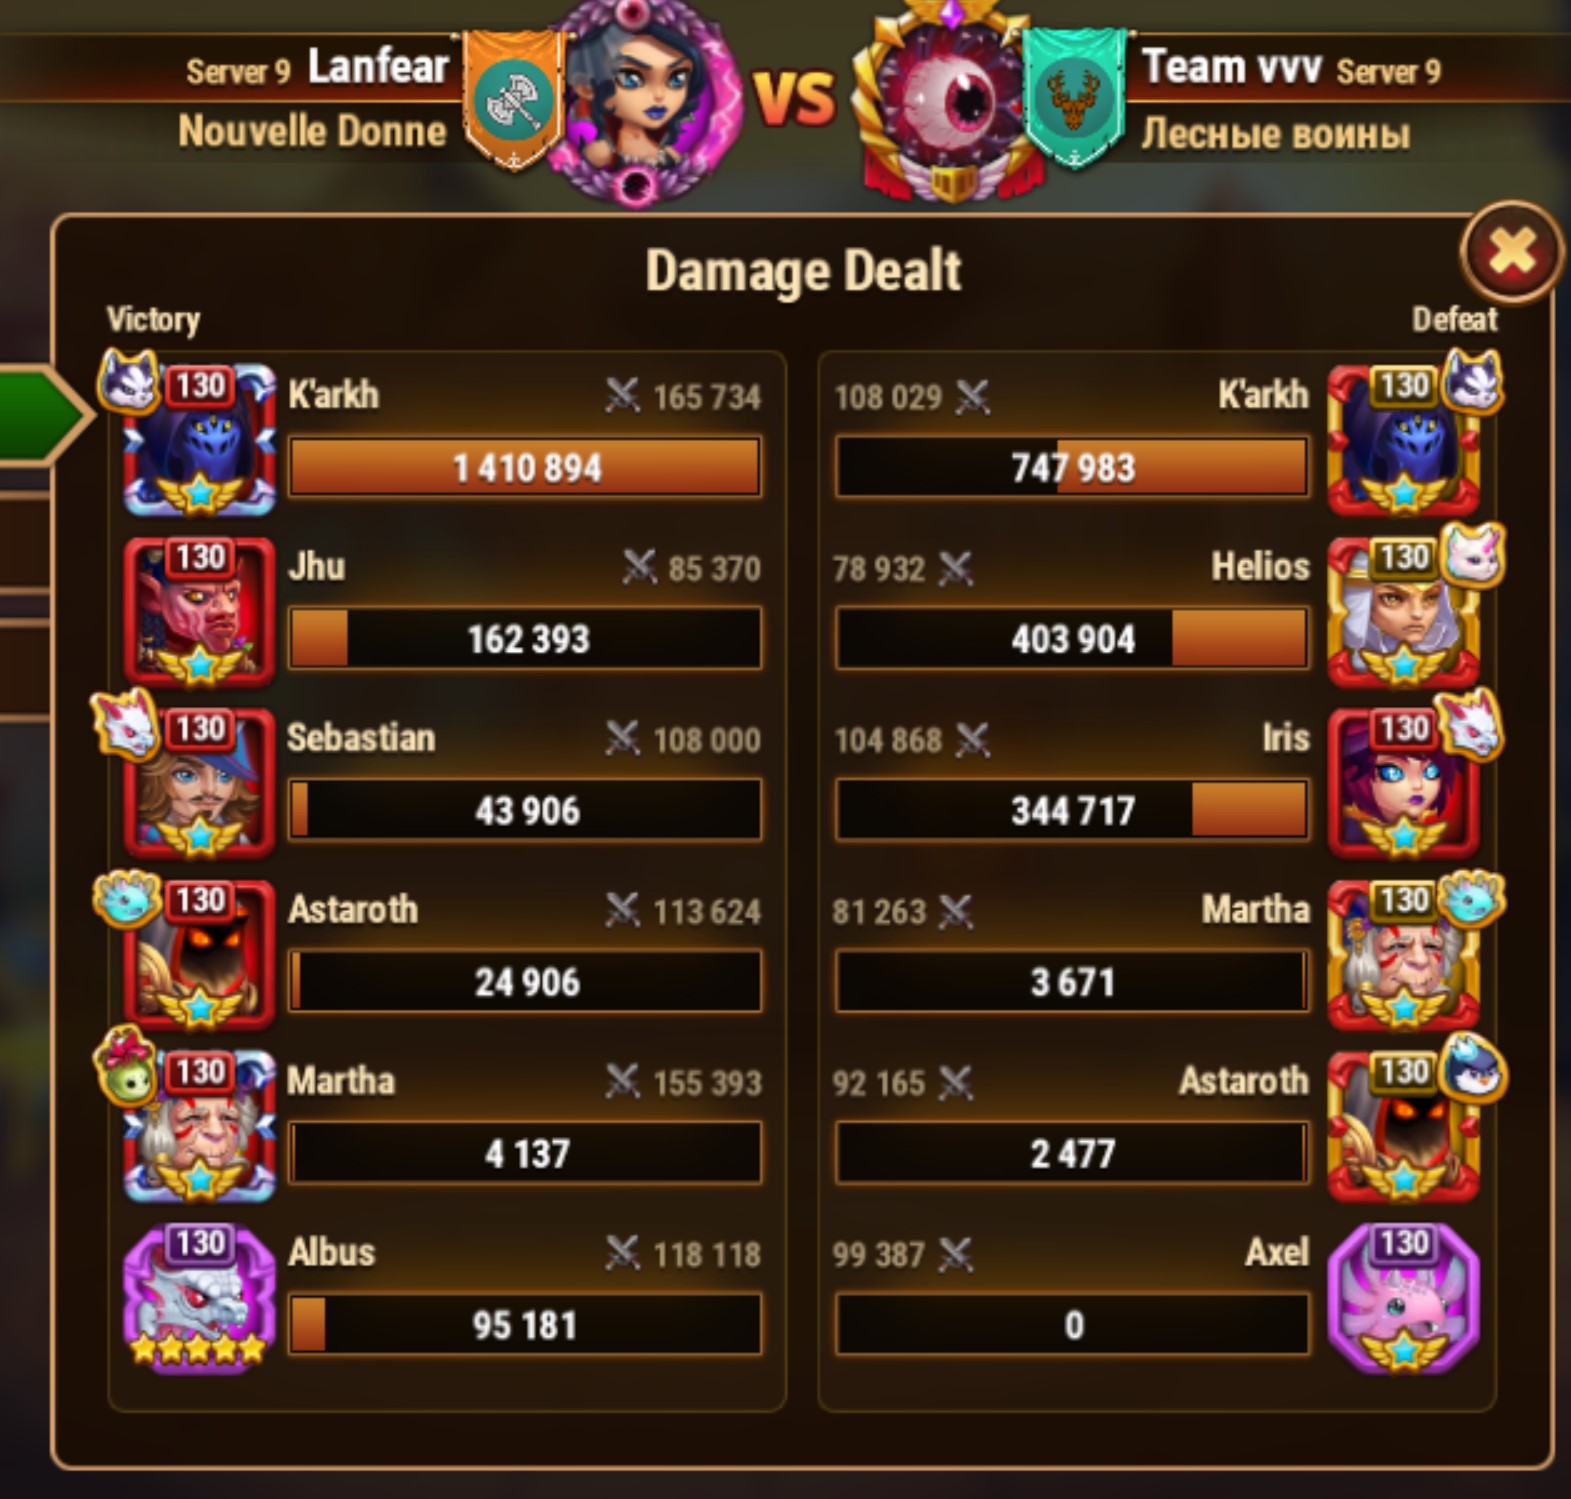 Server 9 Lanfear VS Team vvv Server 9
Nouvelle Donne Лесные воины
Damage Dealt
Victory Defeat
130 K'arkh 165 734
1 410 894
130 Jhu 85 370
162 393
130 Sebastian 108 000
43 906
130 Astaroth 113 624
24 906
130 Martha 155 393
4 137
130 Albus 118 118
95 181
108 029 K'arkh 130
747 983
78 932 Helios 130
403 904
104 868 Iris 130
344 717
81 263 Martha 130
3 671
92 165 Astaroth 130
2 477
99 387 Axel 130
0